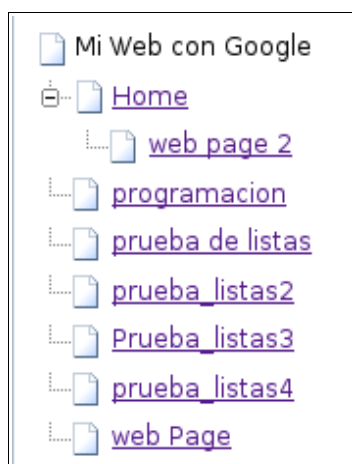 Mi Web con Google
Home
web page 2
programacion
prueba de listas
prueba_listas2
Prueba_listas3
prueba_listas4
web Page